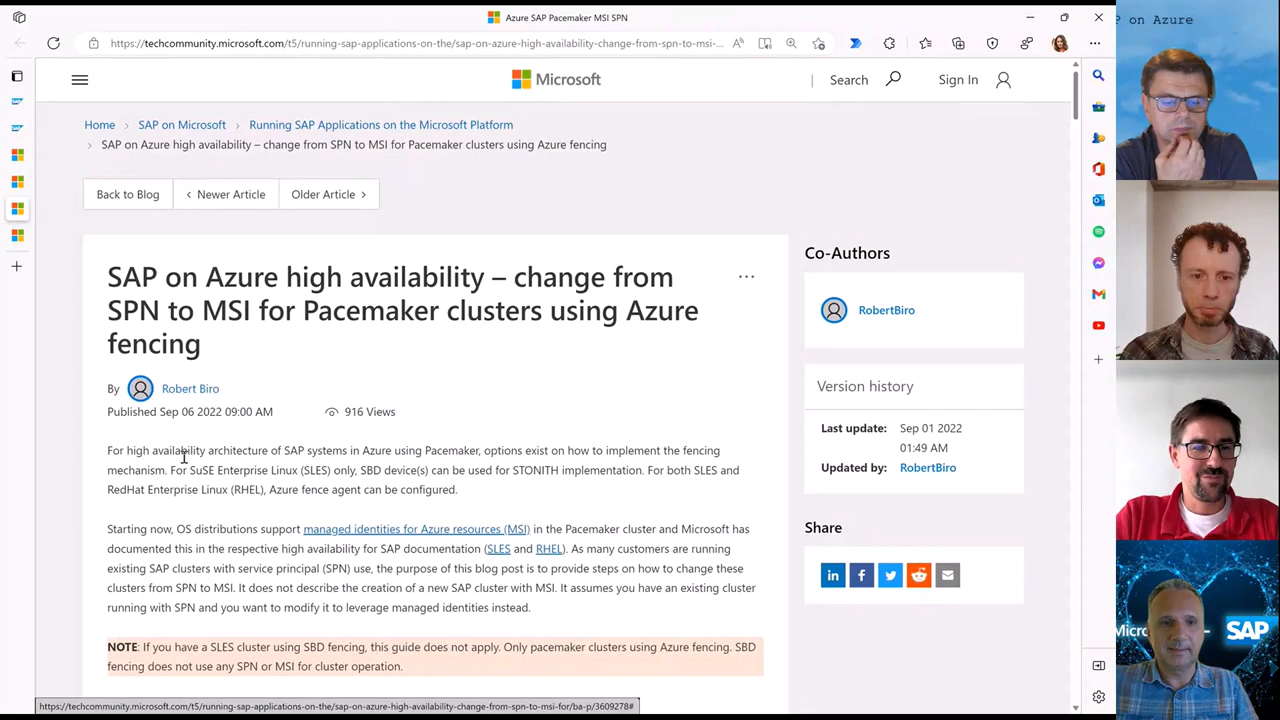 Azure SAP Pacemaker MSI SPN
P on Azure
https://techcommunity.microsoft.com/t5/running-sap-applications-on-the/sap-on-azure-high-availability-change-from-spn-to-msi-...
Microsoft
Search
Sign In
Home > SAP on Microsoft > Running SAP Applications on the Microsoft Platform
> SAP on Azure high availability – change from SPN to MSI for Pacemaker clusters using Azure fencing
Back to Blog
< Newer Article
Older Article >
SAP on Azure high availability – change from
SPN to MSI for Pacemaker clusters using Azure
fencing
By Robert Biro
Published Sep 06 2022 09:00 AM
916 Views
For high availability architecture of SAP systems in Azure using Pacemaker, options exist on how to implement the fencing
mechanism. For SuSE Enterprise Linux (SLES) only, SBD device(s) can be used for STONITH implementation. For both SLES and
RedHat Enterprise Linux (RHEL), Azure fence agent can be configured.
Starting now, OS distributions support managed identities for Azure resources (MSI) in the Pacemaker cluster and Microsoft has
documented this in the respective high availability for SAP documentation (SLES and RHEL). As many customers are running
existing SAP clusters with service principal (SPN) use, the purpose of this blog post is to provide steps on how to change these
clusters from SPN to MSI. It does not describe the creation of a new SAP cluster with MSI. It assumes you have an existing cluster
running with SPN and you want to modify it to leverage managed identities instead.
NOTE: If you have a SLES cluster using SBD fencing, this guide does not apply. Only pacemaker clusters using Azure fencing. SBD
fencing does not use any SPN or MSI for cluster operation.
Co-Authors
RobertBiro
Version history
Last update: Sep 01 2022
01:49 AM
Updated by: RobertBiro
Share
https://techcommunity.microsoft.com/t5/running-sap-applications-on-the/sap-on-azure-high-availability-change-from-spn-to-msi-for/ba-p/3609278#
Micros
SAP